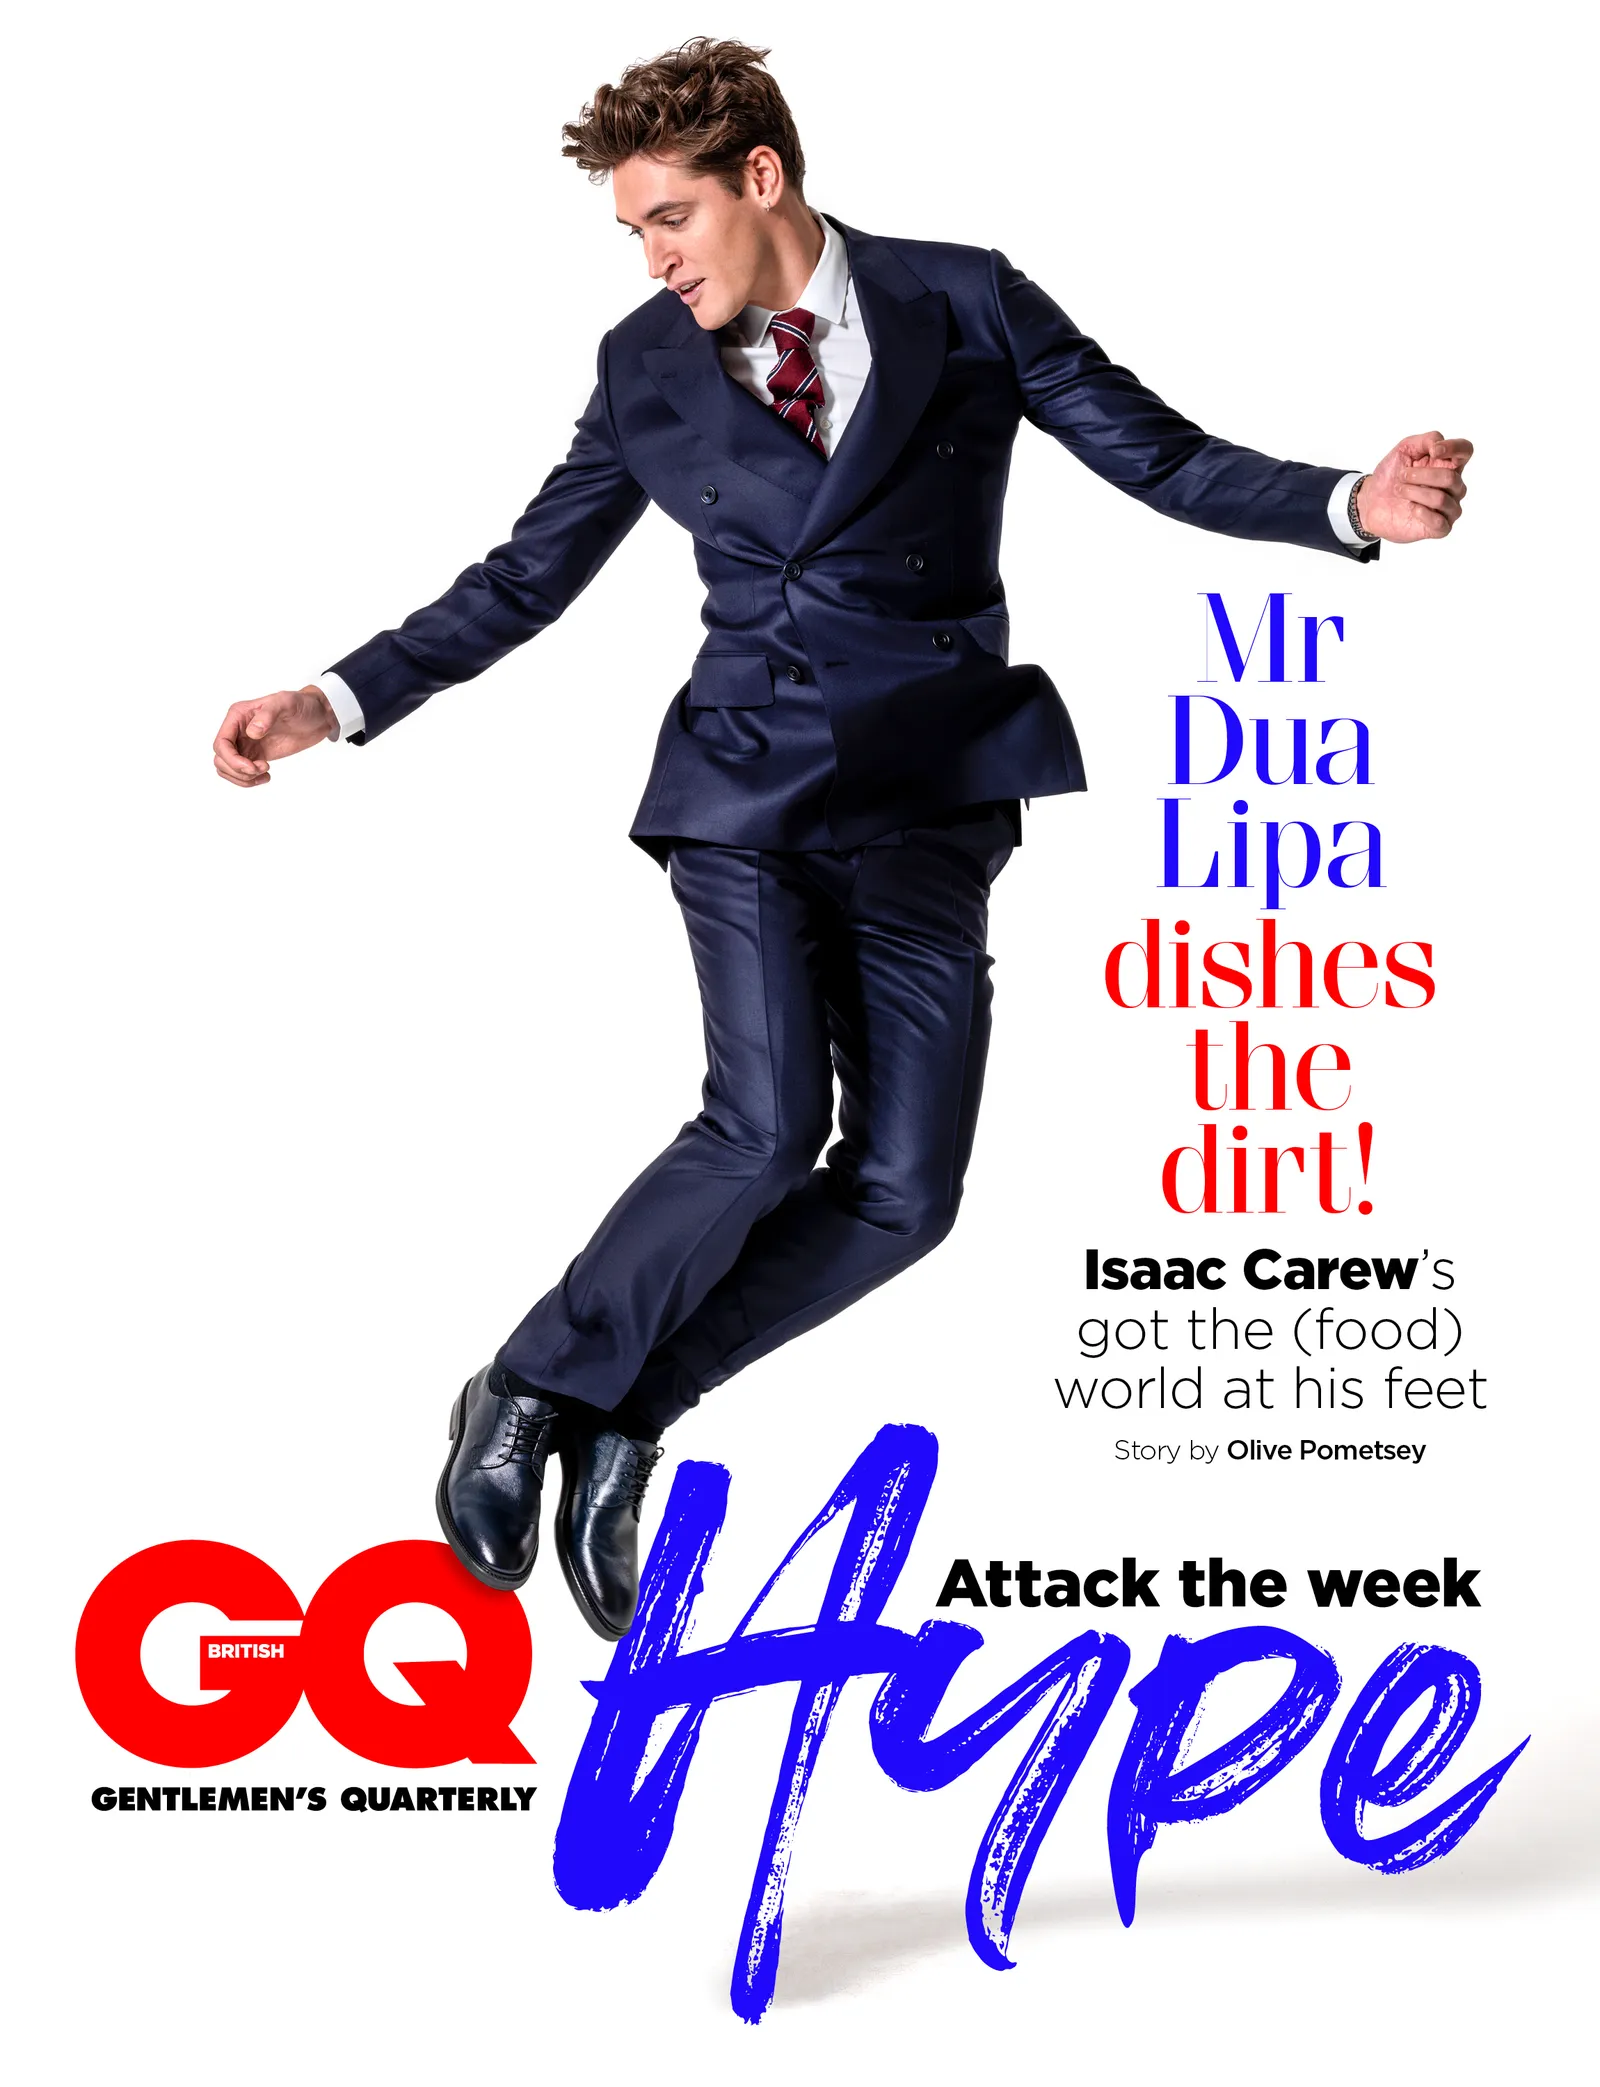 Mr
Dua
Lipa
dishes
the
dirt!
Isaac Carew's
got the (food)
world at his feet
Story by Olive Pometsey
Attack the week
GQ
BRITISH
Hype
GENTLEMEN'S QUARTERLY